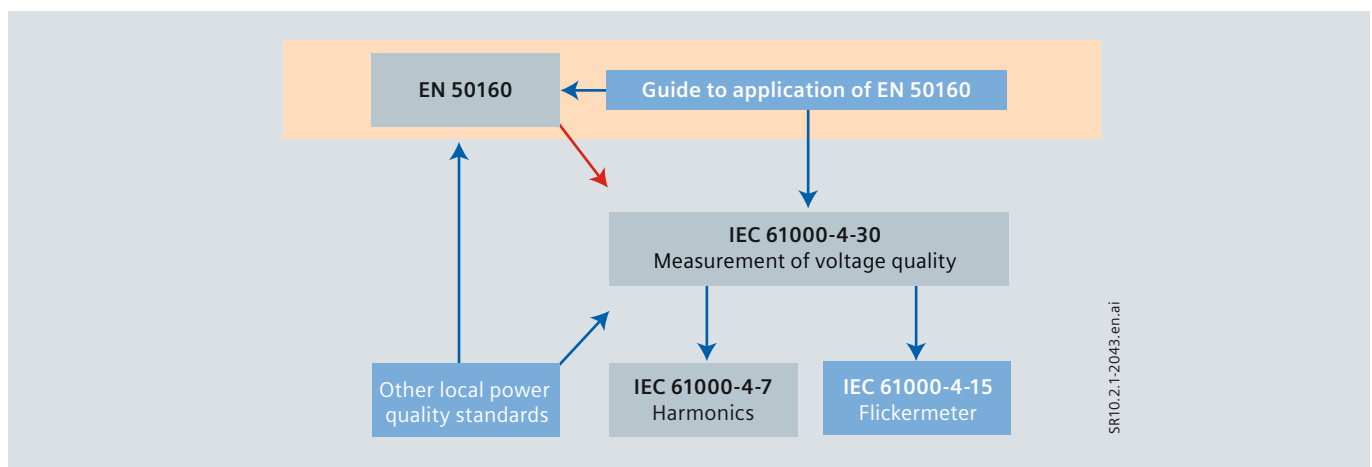 EN 50160
Guide to application of EN 50160
IEC 61000-4-30
Measurement of voltage quality
Other local power
quality standards
IEC 61000-4-7
Harmonics
IEC 61000-4-15
Flickermeter
SR10.2.1-2043.en.ai